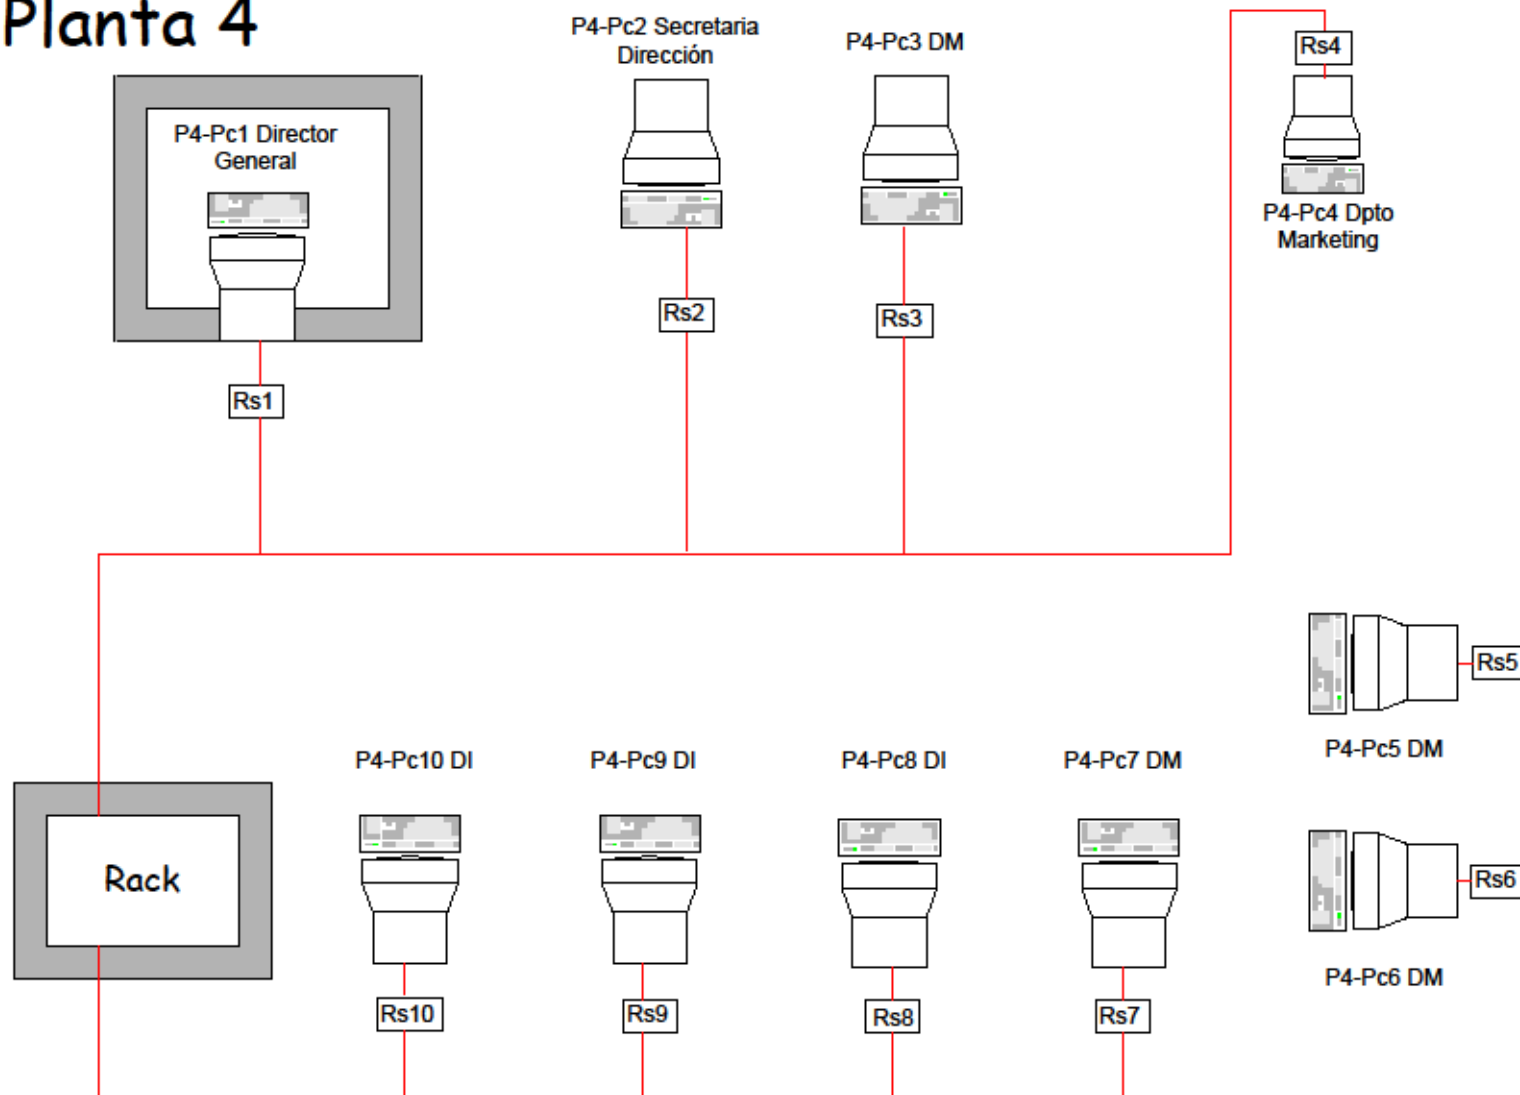 Planta 4
P4-Pc2 Secretaria
Dirección
P4-Pc3 DM
Rs4
P4-Pc1 Director
General
P4-Pc4 Dpto
Marketing
Rs2
Rs3
Rs1
Rs5
P4-Pc5 DM
P4-Pc10 DI
P4-Pc9 DI
P4-Pc8 DI
P4-Pc7 DM
Rack
Rs6
P4-Pc6 DM
Rs10
Rs9
Rs8
Rs7